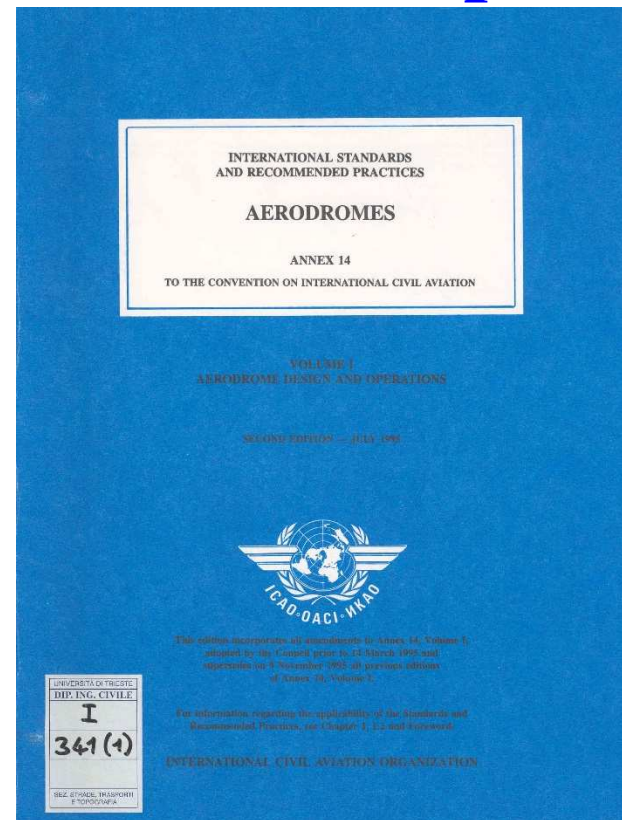 INTERNATIONAL STANDARDS
AND RECOMMENDED PRACTICES
AERODROMES
ANNEX 14
TO THE CONVENTION ON INTERNATIONAL CIVIL AVIATION
VOLUME I
AERODROME DESIGN AND OPERATIONS
SECOND EDITION — JULY 1995
ICAO·OACI·ИКАО
This edition incorporates all amendments to Annex 14, Volume I,
adopted by the Council prior to 14 March 1995 and
supersedes on 9 November 1995 all previous editions
of Annex 14, Volume I.
For information regarding the applicability of the Standards and
Recommended Practices, see Chapter 1, 1.2 and Foreword.
INTERNATIONAL CIVIL AVIATION ORGANIZATION
UNIVERSITÀ DI TRIESTE
DIP. ING. CIVILE
I
341 (1)
SEZ. STRADE, TRASPORTI
E TOPOGRAFIA